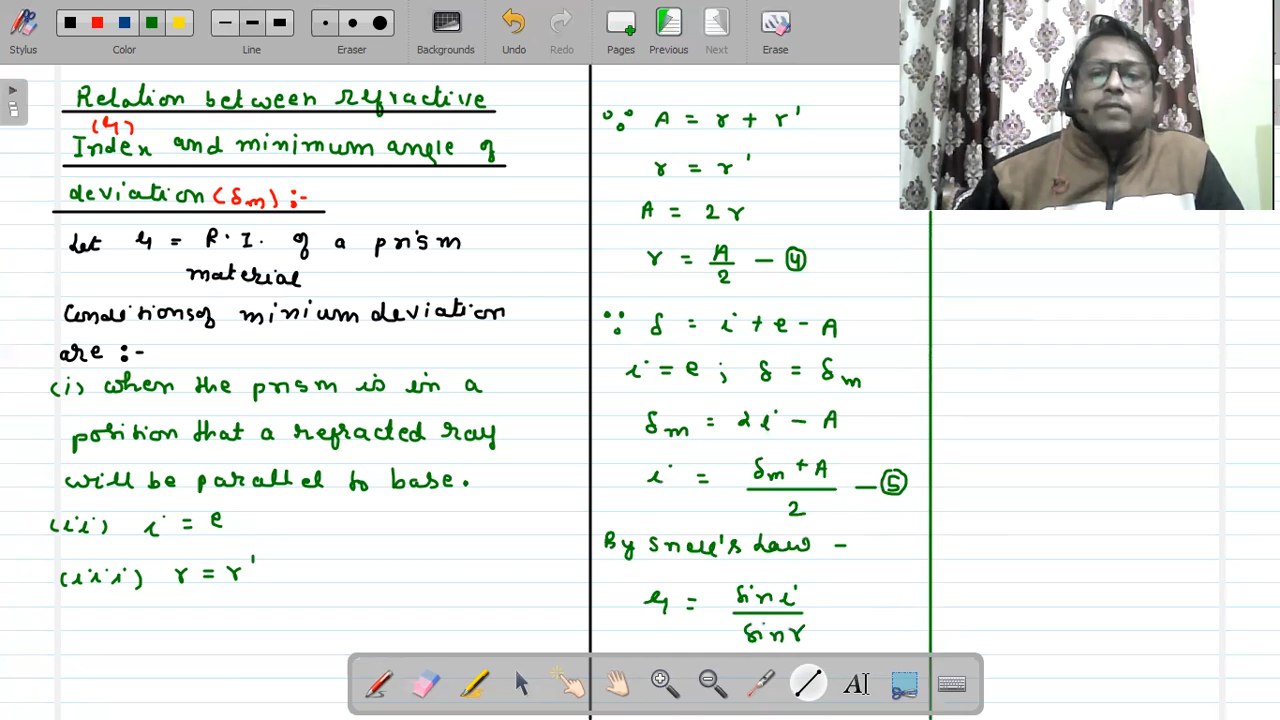 Stylus
Color
Line
Eraser
Backgrounds
Undo
Redo
Pages
Previous
Next
Erase
Relation between refractive
(μ)
Index and minimum angle of
deviation (δm) :-
Let μ = R.I. of a prism
material
Conditions of minium deviation
are :-
(i) when the prism is in a
position that a refracted ray
will be parallel to base.
(ii) i = e
(iii) r = r'
∵ A = r + r'
r = r'
A = 2r
r = A/2 - ④
∵ δ = i + e - A
i = e ; δ = δm
δm = 2i - A
i = (δm + A)/2 - ⑤
By Snell's Law -
μ = sin i/sin r
A